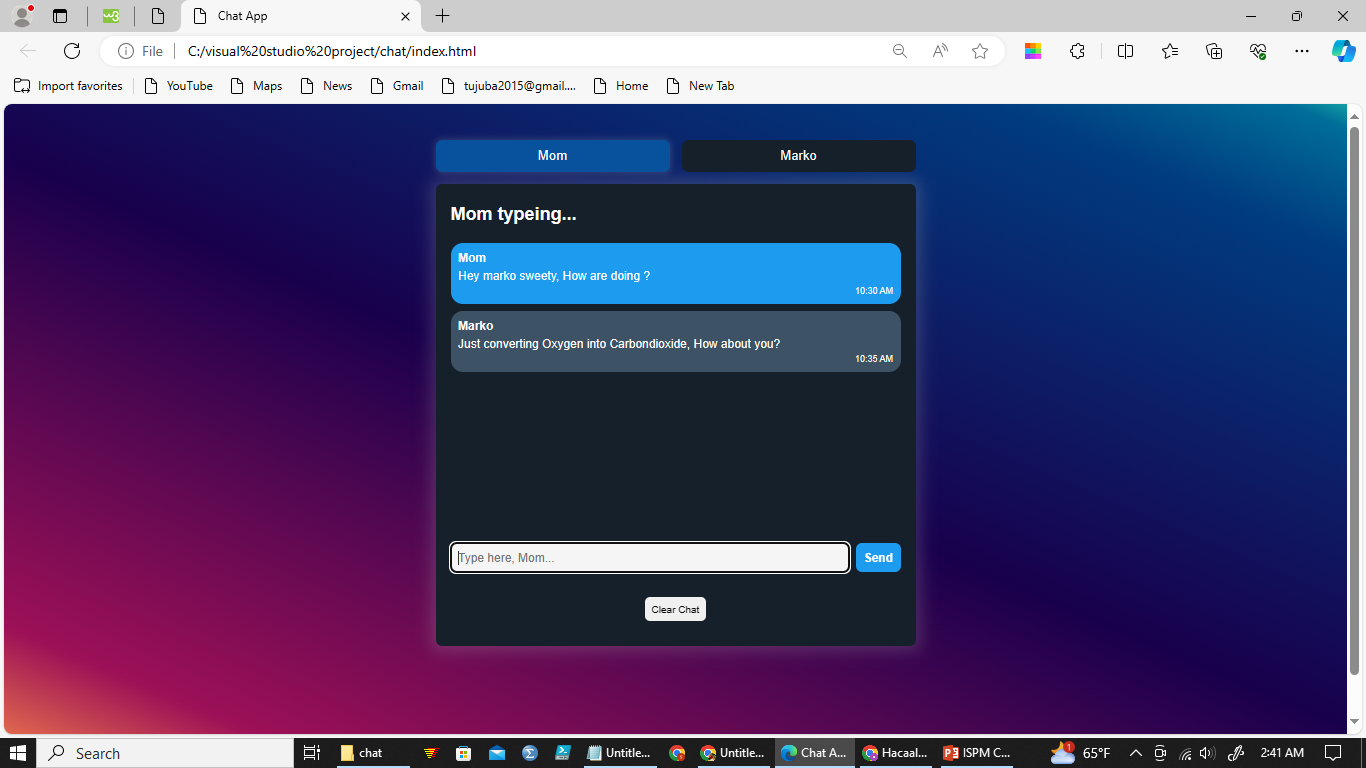 Chat App
File
C:/visual%20studio%20project/chat/index.html
Import favorites
YouTube
Maps
News
Gmail
tujuba2015@gmail....
Home
New Tab
Mom
Marko
Mom typeing...
Mom
Hey marko sweety, How are doing ?
10:30 AM
Marko
Just converting Oxygen into Carbondioxide, How about you?
10:35 AM
Type here, Mom...
Send
Clear Chat
Search
chat
Untitle...
Untitle...
Chat A...
Hacaal...
ISPM C...
1
65°F
2:41 AM